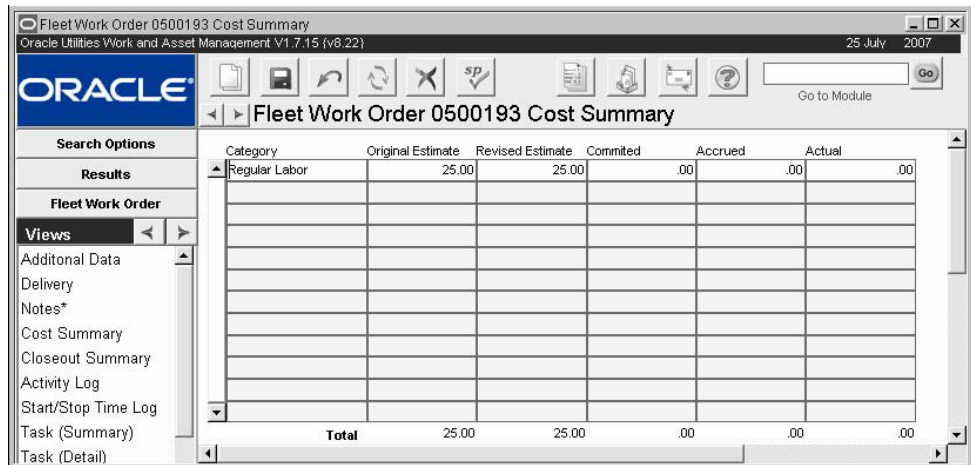 Fleet Work Order 0500193 Cost Summary
Oracle Utilities Work and Asset Management V1.7.15 (v8.22) 25 July 2007
ORACLE
sp
Go
Go to Module
Fleet Work Order 0500193 Cost Summary
Search Options
Results
Fleet Work Order
Views
Additonal Data
Delivery
Notes*
Cost Summary
Closeout Summary
Activity Log
Start/Stop Time Log
Task (Summary)
Task (Detail)
Category Original Estimate Revised Estimate Commited Accrued Actual
Regular Labor 25.00 25.00 .00 .00 .00
Total 25.00 25.00 .00 .00 .00